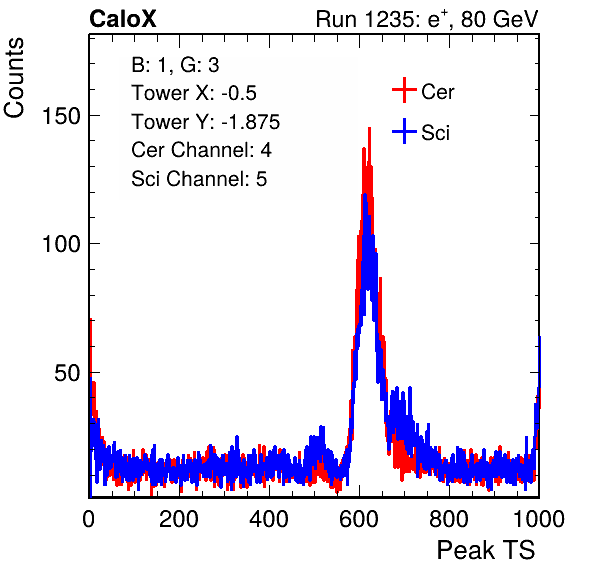 CaloX Run 1235: e⁺, 80 GeV
Counts
B: 1, G: 3
Tower X: -0.5
Tower Y: -1.875
Cer Channel: 4
Sci Channel: 5
Cer
Sci
150
100
50
0 200 400 600 800 1000
Peak TS